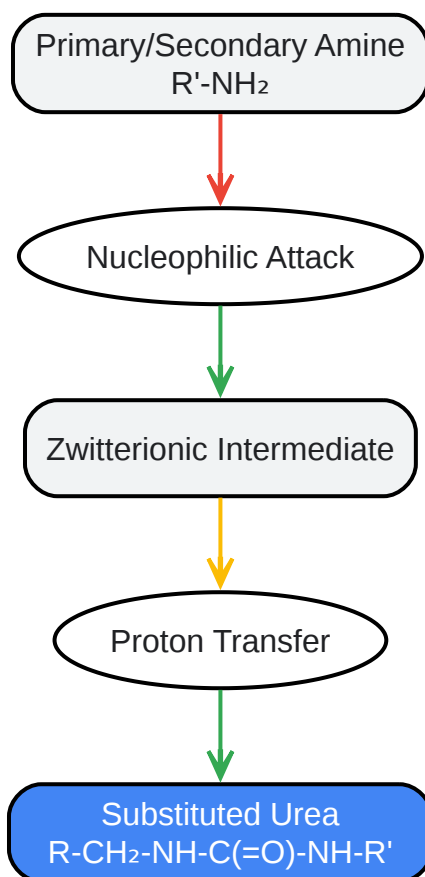 Primary/Secondary Amine
R'-NH₂
Nucleophilic Attack
Zwitterionic Intermediate
Proton Transfer
Substituted Urea
R-CH₂-NH-C(=O)-NH-R'